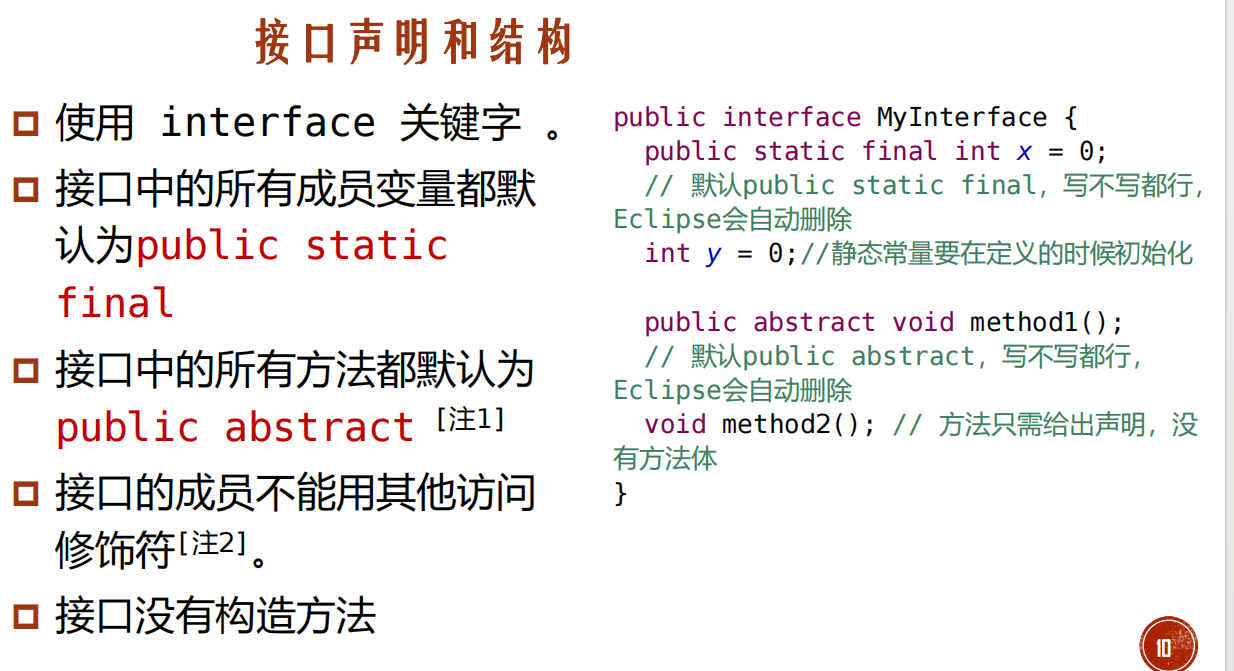 接口声明和结构
使用 interface 关键字 。
接口中的所有成员变量都默
认为public static
final
接口中的所有方法都默认为
public abstract [注1]
接口的成员不能用其他访问
修饰符[注2]。
接口没有构造方法
public interface MyInterface {
  public static final int x = 0;
  // 默认public static final，写不写都行，
Eclipse会自动删除
  int y = 0;//静态常量要在定义的时候初始化
  public abstract void method1();
  // 默认public abstract，写不写都行，
Eclipse会自动删除
  void method2(); // 方法只需给出声明，没
有方法体
}
10